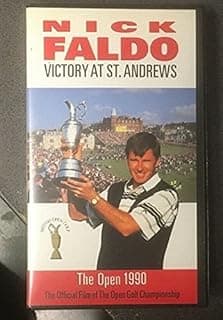 NICK
FALDO
VICTORY AT ST. ANDREWS
The Open 1990
The Official Film of The Open Golf Championship